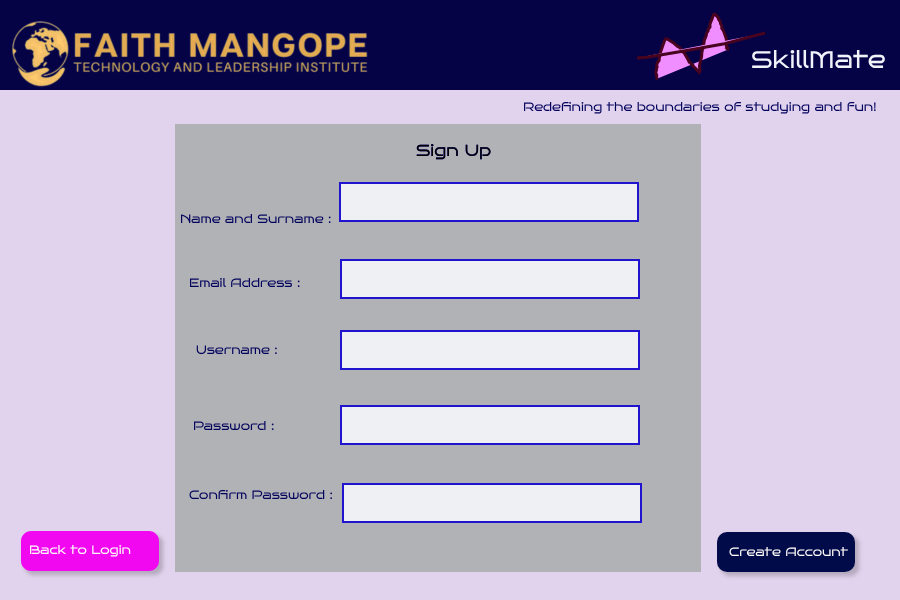 FAITH MANGOPE
TECHNOLOGY AND LEADERSHIP INSTITUTE
SkillMate
Redefining the boundaries of studying and fun!
Sign Up
Name and Surname :
Email Address :
Username :
Password :
Confirm Password :
Back to Login
Create Account